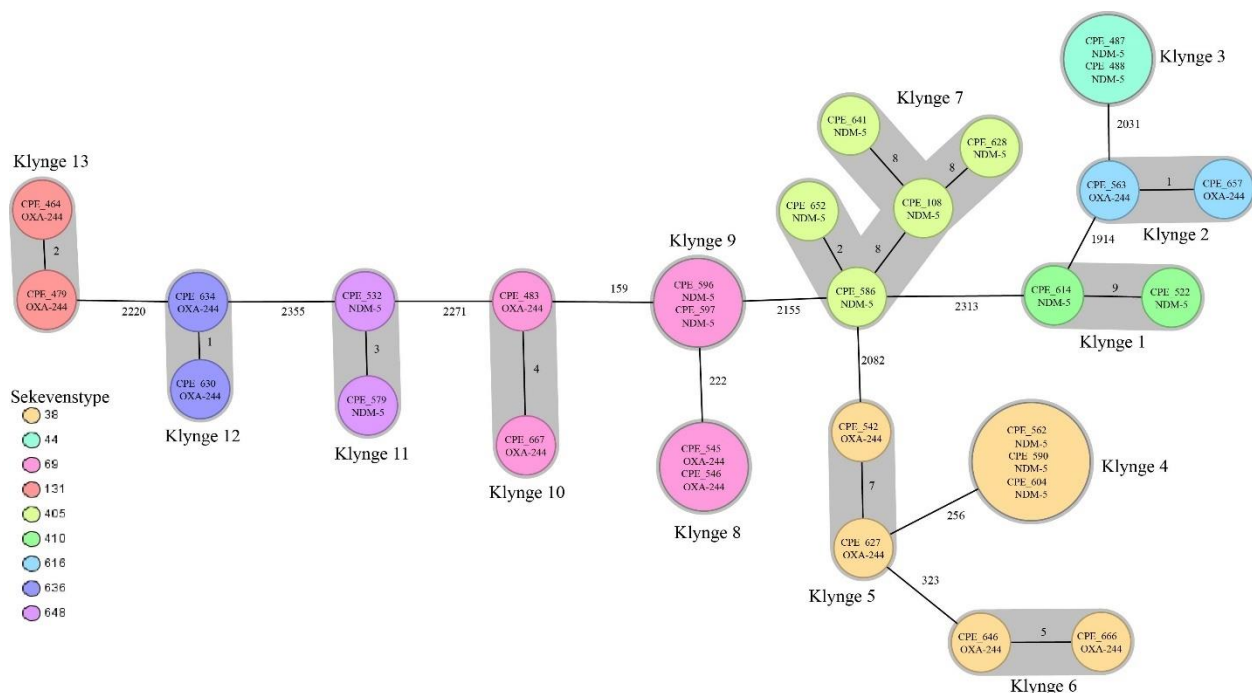 Klynge 13
CPE_464
OXA-244
2
CPE_479
OXA-244
2220
CPE_634
OXA-244
1
CPE_630
OXA-244
Klynge 12
2355
CPE_532
NDM-5
3
CPE_579
NDM-5
Klynge 11
2271
CPE_483
OXA-244
4
CPE_667
OXA-244
Klynge 10
159
Klynge 9
CPE_596
NDM-5
CPE_597
NDM-5
222
CPE_545
OXA-244
CPE_546
OXA-244
Klynge 8
2155
Klynge 7
CPE_641
NDM-5
8
CPE_628
NDM-5
8
CPE_108
NDM-5
CPE_652
NDM-5
2
8
CPE_586
NDM-5
2313
CPE_614
NDM-5
9
CPE_522
NDM-5
Klynge 1
1914
CPE_563
OXA-244
1
CPE_657
OXA-244
Klynge 2
2031
CPE_487
NDM-5
CPE_488
NDM-5
Klynge 3
2082
CPE_542
OXA-244
7
CPE_627
OXA-244
Klynge 5
256
CPE_562
NDM-5
CPE_590
NDM-5
CPE_604
NDM-5
Klynge 4
323
CPE_646
OXA-244
5
CPE_666
OXA-244
Klynge 6
Sekevenstype
38
44
69
131
405
410
616
636
648